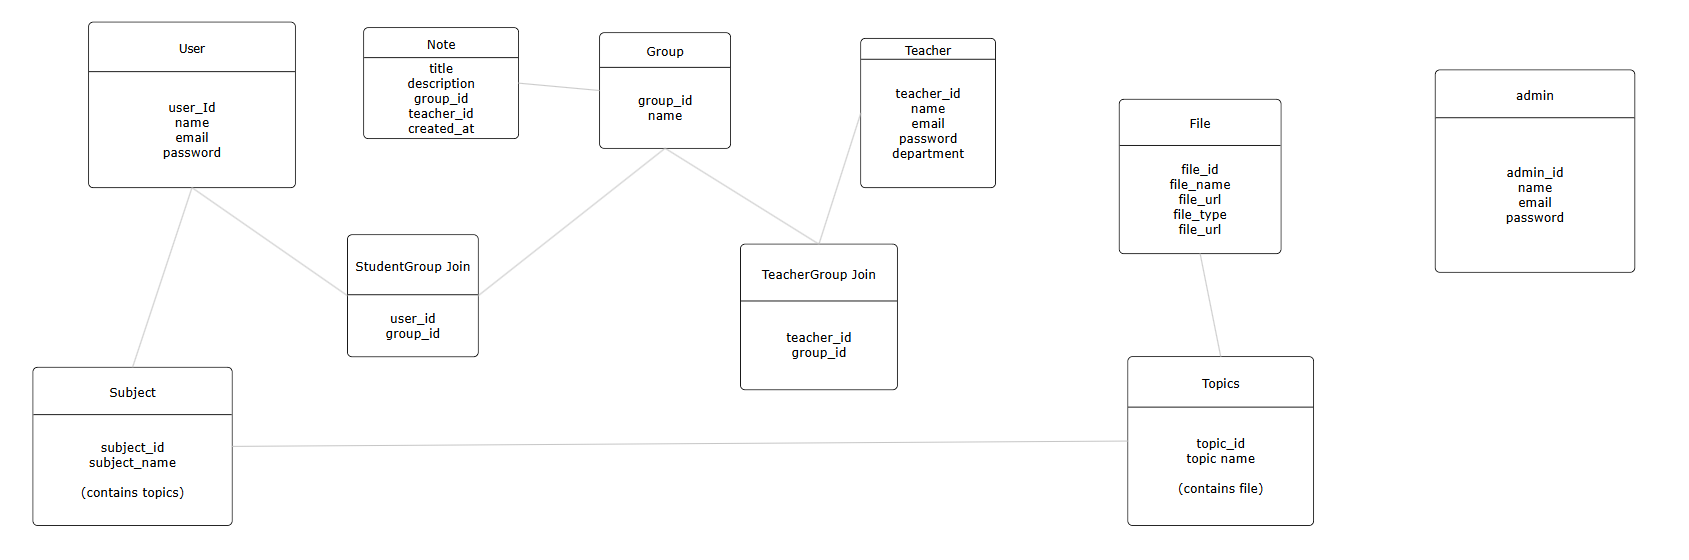 User
user_Id
name
email
password
Note
title
description
group_id
teacher_id
created_at
Group
group_id
name
Teacher
teacher_id
name
email
password
department
File
file_id
file_name
file_url
file_type
file_url
admin
admin_id
name
email
password
StudentGroup Join
user_id
group_id
TeacherGroup Join
teacher_id
group_id
Subject
subject_id
subject_name
(contains topics)
Topics
topic_id
topic name
(contains file)